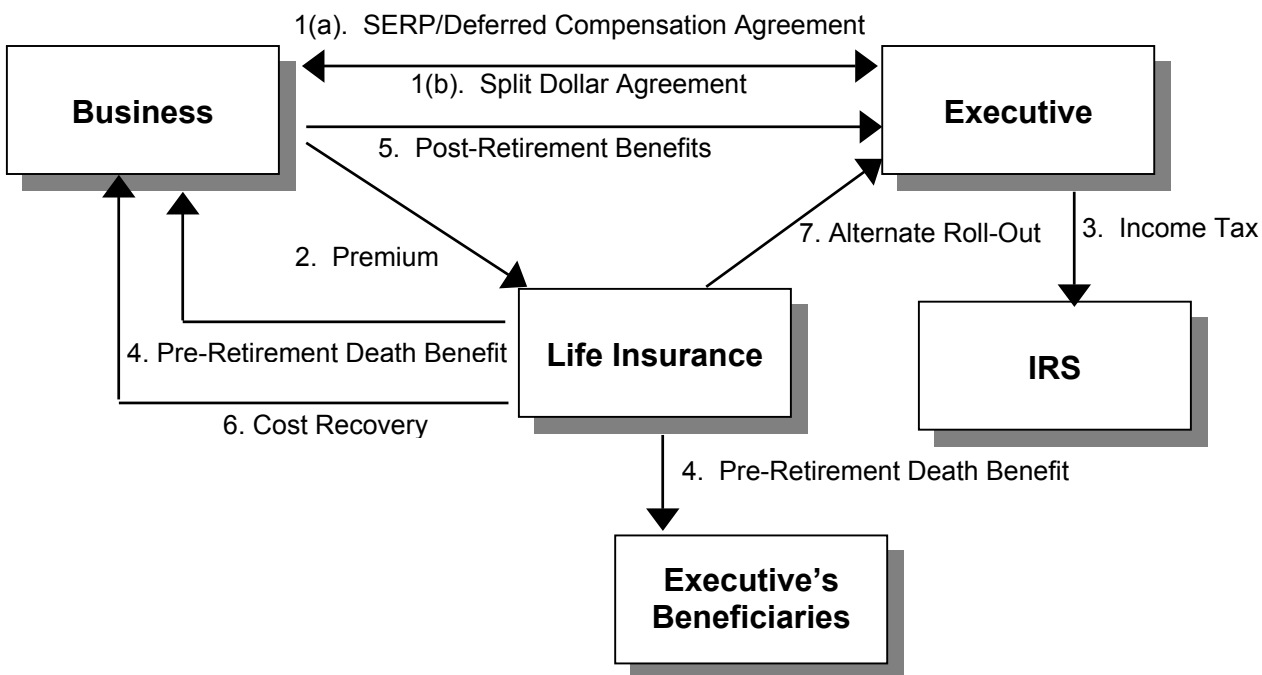 1(a). SERP/Deferred Compensation Agreement
Business
1(b). Split Dollar Agreement
Executive
5. Post-Retirement Benefits
2. Premium
7. Alternate Roll-Out
3. Income Tax
4. Pre-Retirement Death Benefit
Life Insurance
IRS
6. Cost Recovery
4. Pre-Retirement Death Benefit
Executive’s
Beneficiaries